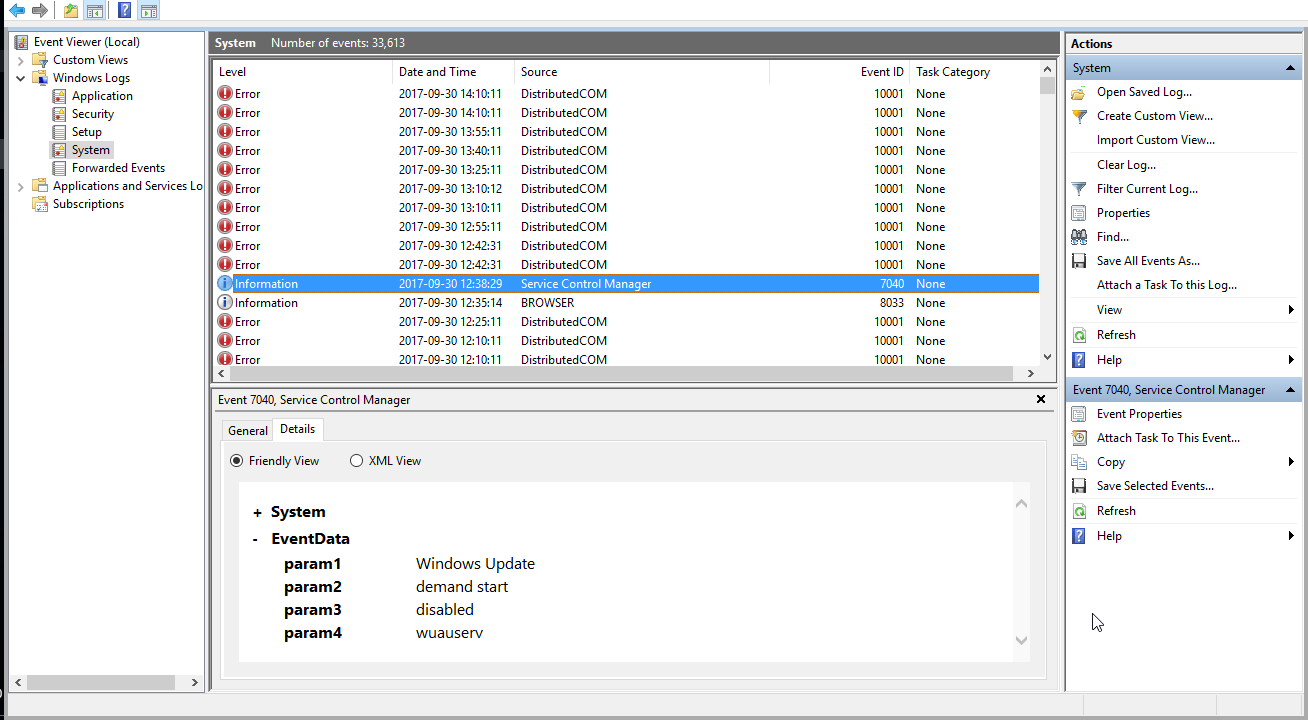 Event Viewer (Local)
Custom Views
Windows Logs
Application
Security
Setup
System
Forwarded Events
Applications and Services Lo
Subscriptions
System Number of events: 33,613
Level Date and Time Source Event ID Task Category
Error 2017-09-30 14:10:11 DistributedCOM 10001 None
Error 2017-09-30 14:10:11 DistributedCOM 10001 None
Error 2017-09-30 13:55:11 DistributedCOM 10001 None
Error 2017-09-30 13:40:11 DistributedCOM 10001 None
Error 2017-09-30 13:25:11 DistributedCOM 10001 None
Error 2017-09-30 13:10:12 DistributedCOM 10001 None
Error 2017-09-30 13:10:11 DistributedCOM 10001 None
Error 2017-09-30 12:55:11 DistributedCOM 10001 None
Error 2017-09-30 12:42:31 DistributedCOM 10001 None
Error 2017-09-30 12:42:31 DistributedCOM 10001 None
Information 2017-09-30 12:38:29 Service Control Manager 7040 None
Information 2017-09-30 12:35:14 BROWSER 8033 None
Error 2017-09-30 12:25:11 DistributedCOM 10001 None
Error 2017-09-30 12:10:11 DistributedCOM 10001 None
Error 2017-09-30 12:10:11 DistributedCOM 10001 None
Event 7040, Service Control Manager
General Details
Friendly View XML View
+ System
- EventData
param1 Windows Update
param2 demand start
param3 disabled
param4 wuauserv
Actions
System
Open Saved Log...
Create Custom View...
Import Custom View...
Clear Log...
Filter Current Log...
Properties
Find...
Save All Events As...
Attach a Task To this Log...
View
Refresh
Help
Event 7040, Service Control Manager
Event Properties
Attach Task To This Event...
Copy
Save Selected Events...
Refresh
Help